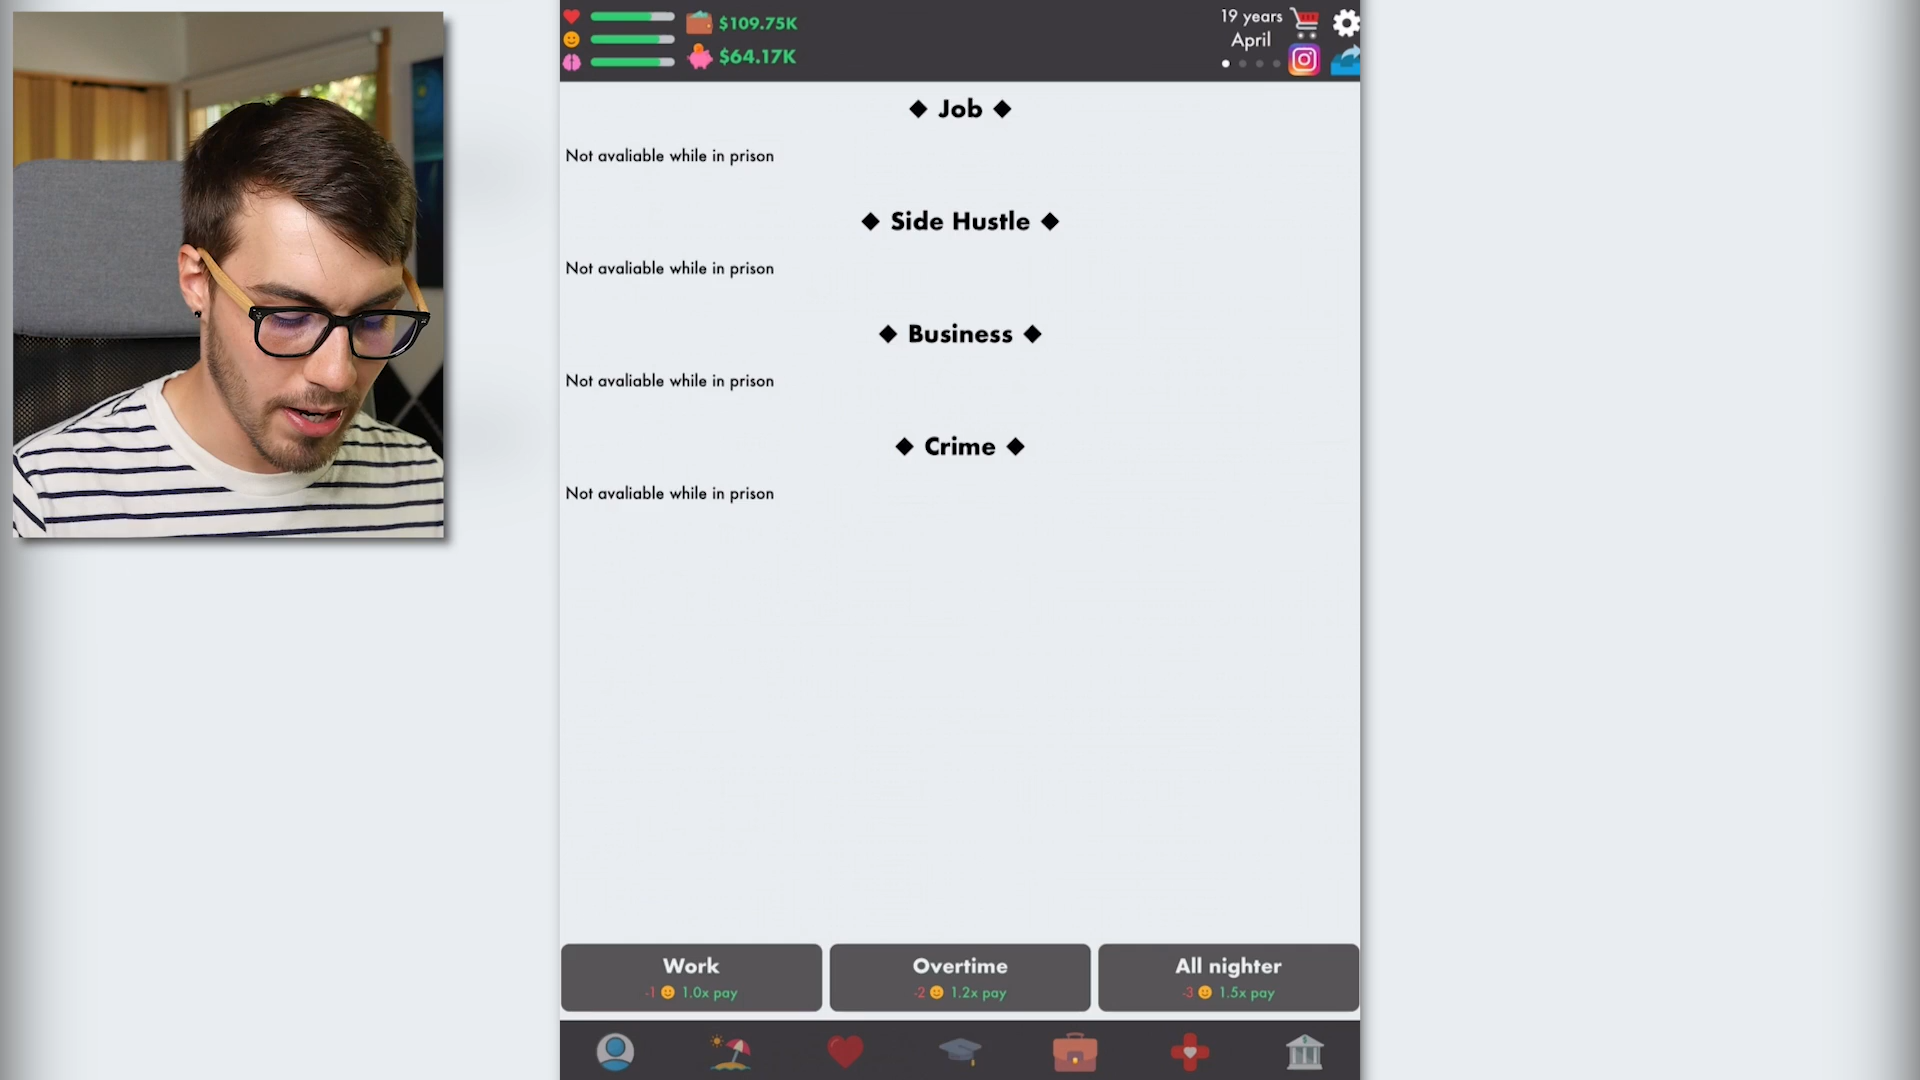 $109.75K
$64.17K
19 years
April
◆ Job ◆
Not avaliable while in prison
◆ Side Hustle ◆
Not avaliable while in prison
◆ Business ◆
Not avaliable while in prison
◆ Crime ◆
Not avaliable while in prison
Work
-1 🙂 1.0x pay
Overtime
-2 🙂 1.2x pay
All nighter
-3 🙂 1.5x pay